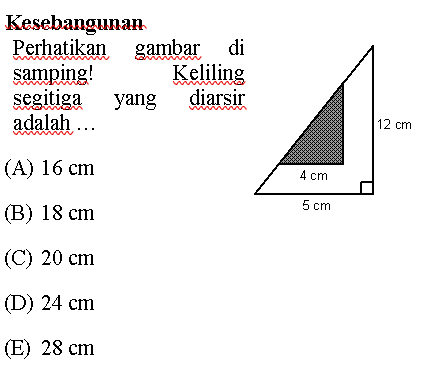 Kesebangunan
Perhatikan gambar di
samping! Keliling
segitiga yang diarsir
adalah …
(A) 16 cm
(B) 18 cm
(C) 20 cm
(D) 24 cm
(E) 28 cm
12 cm
4 cm
5 cm